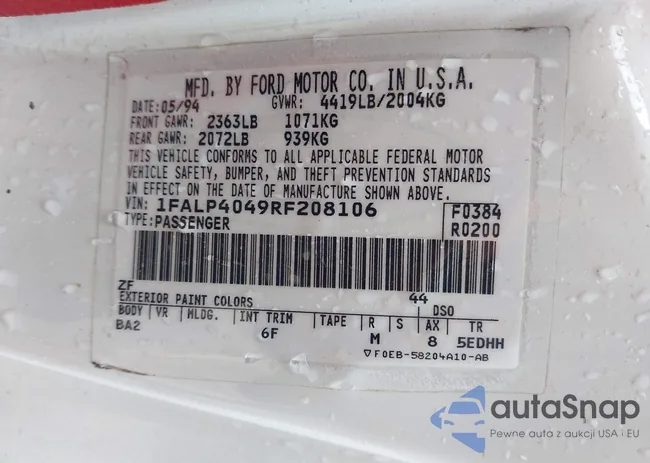 MFD. BY FORD MOTOR CO. IN U.S.A.
DATE: 05/94 GVWR: 4419LB/2004KG
FRONT GAWR: 2363LB 1071KG
REAR GAWR: 2072LB 939KG
THIS VEHICLE CONFORMS TO ALL APPLICABLE FEDERAL MOTOR
VEHICLE SAFETY, BUMPER, AND THEFT PREVENTION STANDARDS
IN EFFECT ON THE DATE OF MANUFACTURE SHOWN ABOVE.
VIN: 1FALP4049RF208106 F0384
TYPE: PASSENGER R0200
ZF 44
EXTERIOR PAINT COLORS DSO
BODY VR MLDG. INT TRIM TAPE R S AX TR
BA2 6F M 8 5EDHH
▽F0EB-58204A10-AB
autaSnap
Pewne auta z aukcji USA i EU